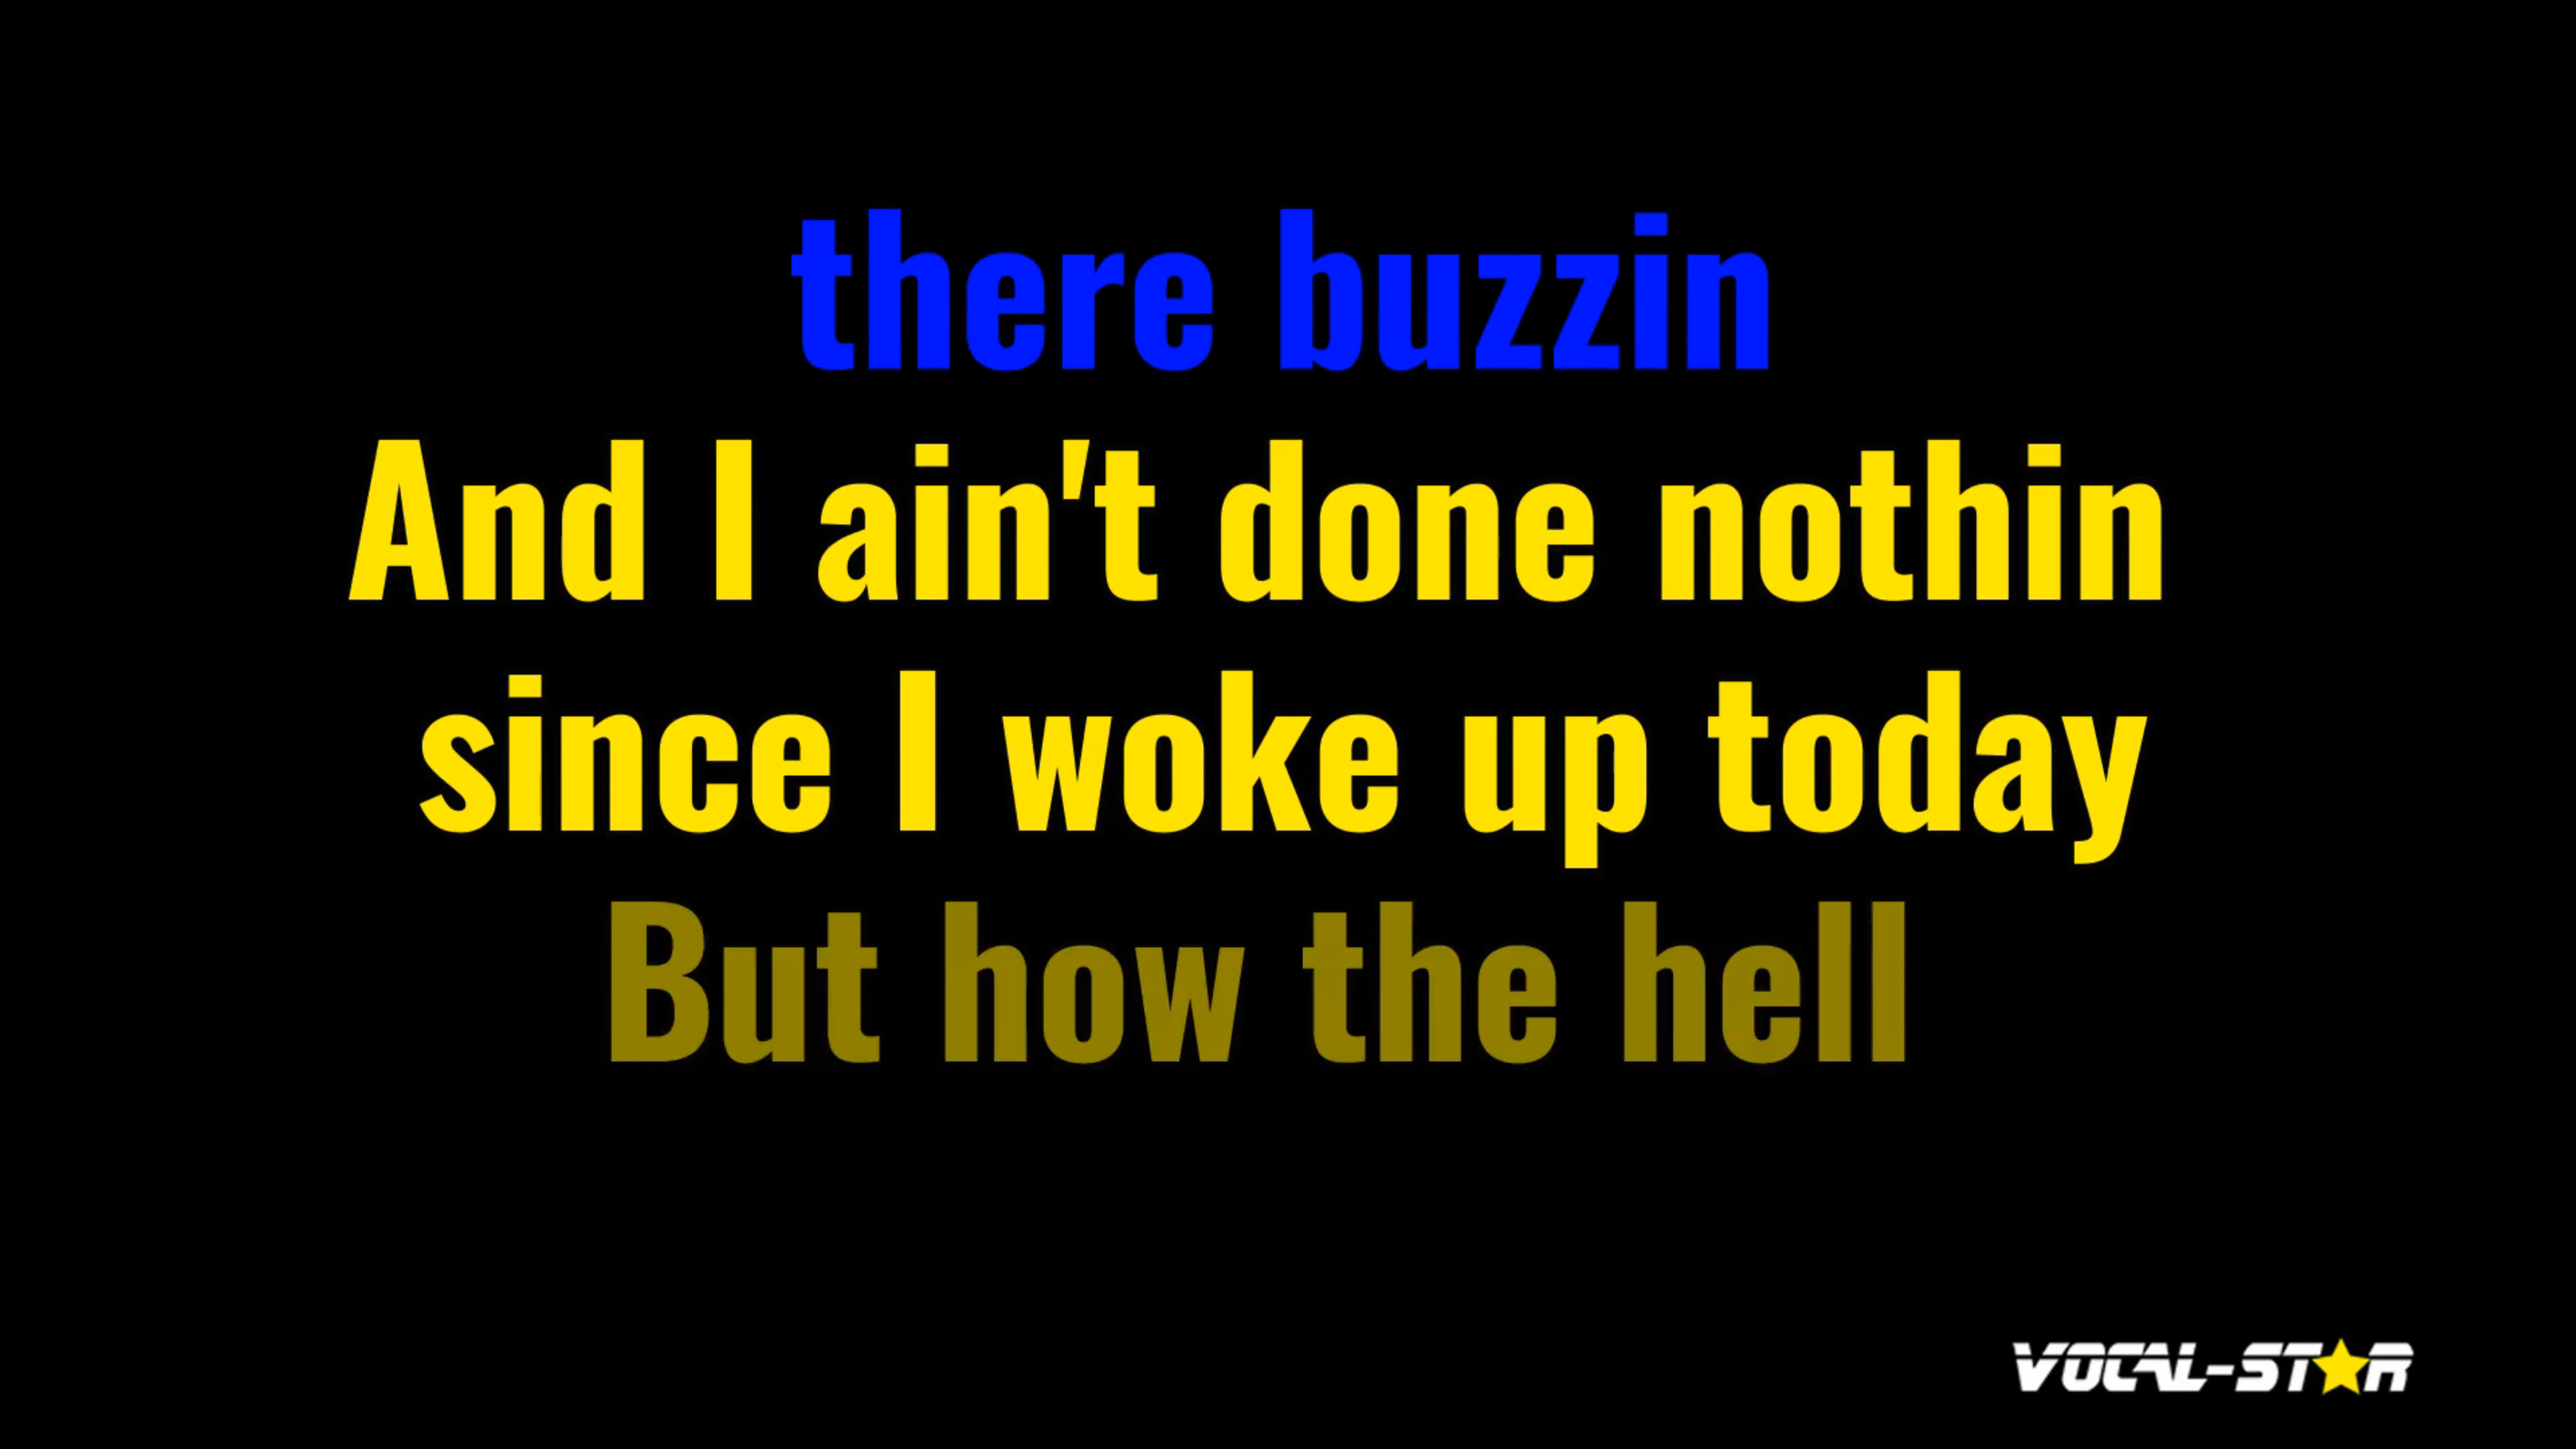 there buzzin
And I ain't done nothin
since I woke up today
But how the hell
VOCAL-STAR